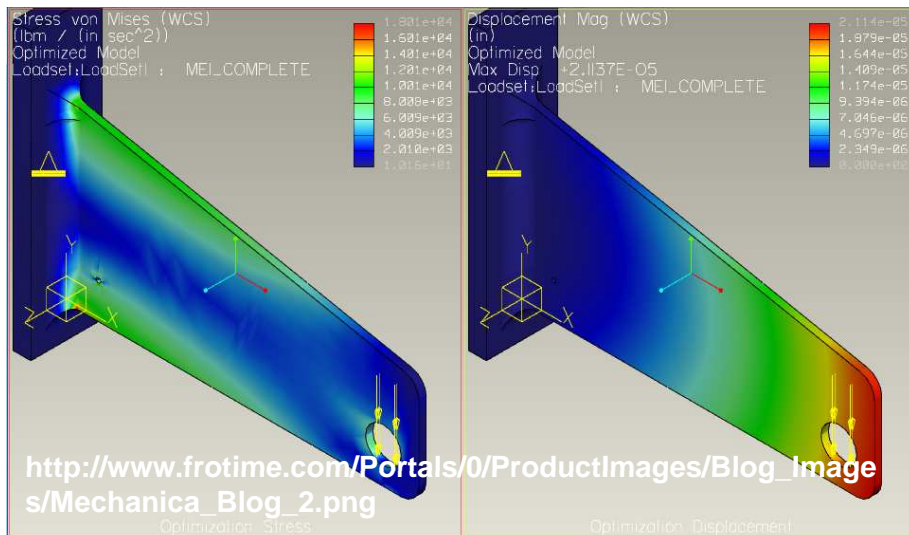 Stress von Mises (WCS)
(lbm / (in sec^2))
Optimized Model
Loadset:LoadSet1 : MEI_COMPLETE
1.801e+04
1.601e+04
1.401e+04
1.201e+04
1.001e+04
8.008e+03
6.009e+03
4.009e+03
2.010e+03
1.016e+01
Y
Z
X
Optimization Stress
Displacement Mag (WCS)
(in)
Optimized Model
Max Disp +2.1137E-05
Loadset:LoadSet1 : MEI_COMPLETE
2.114e-05
1.879e-05
1.644e-05
1.409e-05
1.174e-05
9.394e-06
7.046e-06
4.697e-06
2.349e-06
0.000e+00
Y
Z
X
Optimization Displacement
http://www.frotime.com/Portals/0/ProductImages/Blog_Image
s/Mechanica_Blog_2.png